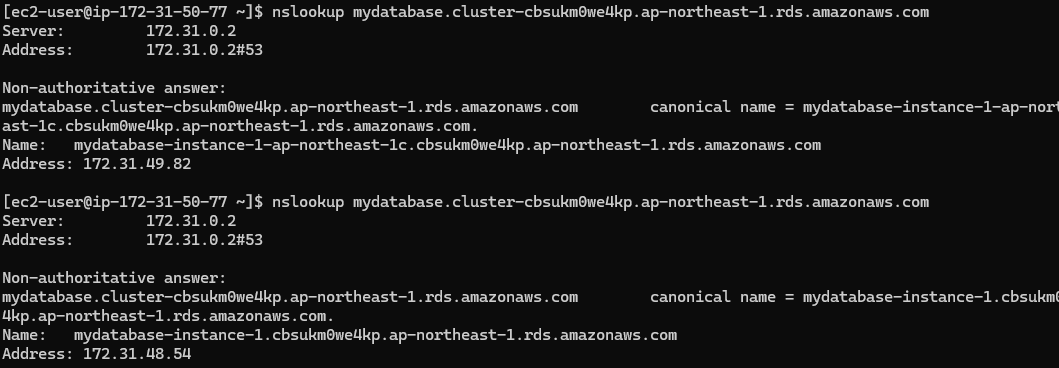 [ec2-user@ip-172-31-50-77 ~]$ nslookup mydatabase.cluster-cbsukm0we4kp.ap-northeast-1.rds.amazonaws.com
Server:         172.31.0.2
Address:        172.31.0.2#53
Non-authoritative answer:
mydatabase.cluster-cbsukm0we4kp.ap-northeast-1.rds.amazonaws.com        canonical name = mydatabase-instance-1-ap-nort
ast-1c.cbsukm0we4kp.ap-northeast-1.rds.amazonaws.com.
Name:   mydatabase-instance-1-ap-northeast-1c.cbsukm0we4kp.ap-northeast-1.rds.amazonaws.com
Address: 172.31.49.82
[ec2-user@ip-172-31-50-77 ~]$ nslookup mydatabase.cluster-cbsukm0we4kp.ap-northeast-1.rds.amazonaws.com
Server:         172.31.0.2
Address:        172.31.0.2#53
Non-authoritative answer:
mydatabase.cluster-cbsukm0we4kp.ap-northeast-1.rds.amazonaws.com        canonical name = mydatabase-instance-1.cbsukm0
4kp.ap-northeast-1.rds.amazonaws.com.
Name:   mydatabase-instance-1.cbsukm0we4kp.ap-northeast-1.rds.amazonaws.com
Address: 172.31.48.54